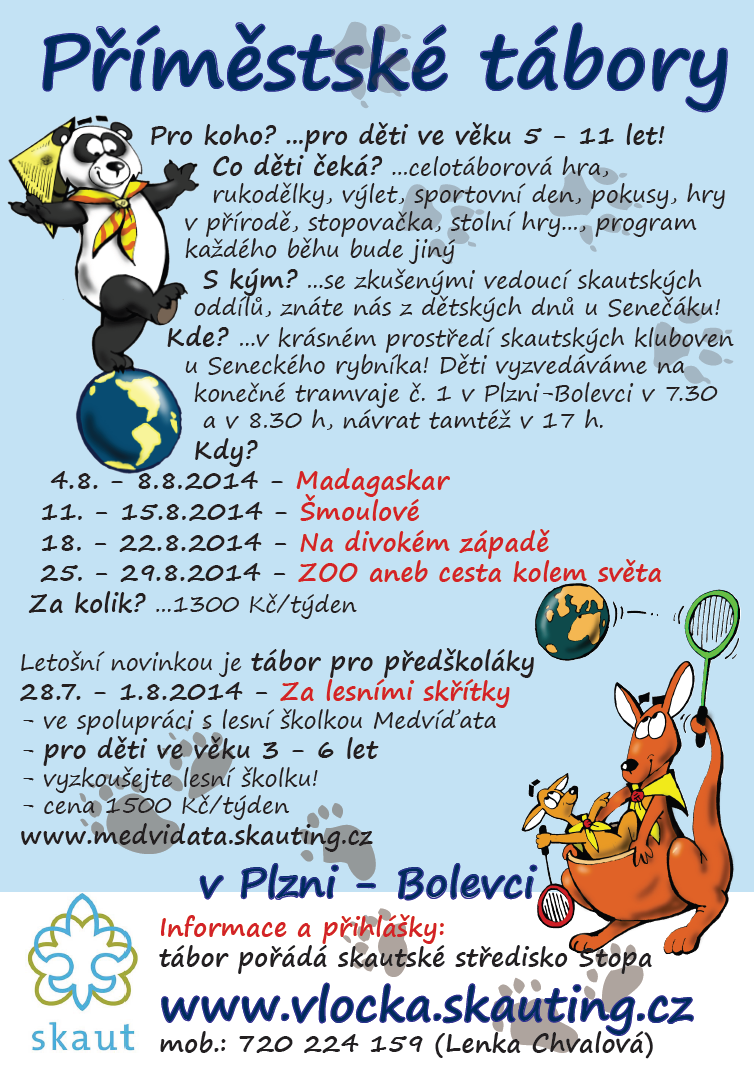 Příměstské tábory
Pro koho? ...pro děti ve věku 5 - 11 let!
Co děti čeká? ...celotáborová hra,
rukodělky, výlet, sportovní den, pokusy, hry
v přírodě, stopovačka, stolní hry..., program
každého běhu bude jiný
S kým? ...se zkušenými vedoucí skautských
oddílů, znáte nás z dětských dnů u Senečáku!
Kde? ...v krásném prostředí skautských kluboven
u Seneckého rybníka! Děti vyzvedáváme na
konečné tramvaje č. 1 v Plzni-Bolevci v 7.30
a v 8.30 h, návrat tamtéž v 17 h.
Kdy?
4.8. - 8.8.2014 - Madagaskar
11. - 15.8.2014 - Šmoulové
18. - 22.8.2014 - Na divokém západě
25. - 29.8.2014 - ZOO aneb cesta kolem světa
Za kolik? ...1300 Kč/týden
Letošní novinkou je tábor pro předškoláky
28.7. - 1.8.2014 - Za lesními skřítky
- ve spolupráci s lesní školkou Medvíďata
- pro děti ve věku 3 - 6 let
- vyzkoušejte lesní školku!
- cena 1500 Kč/týden
www.medvidata.skauting.cz
v Plzni - Bolevci
Informace a přihlášky:
tábor pořádá skautské středisko Stopa
www.vlocka.skauting.cz
mob.: 720 224 159 (Lenka Chvalová)
skaut